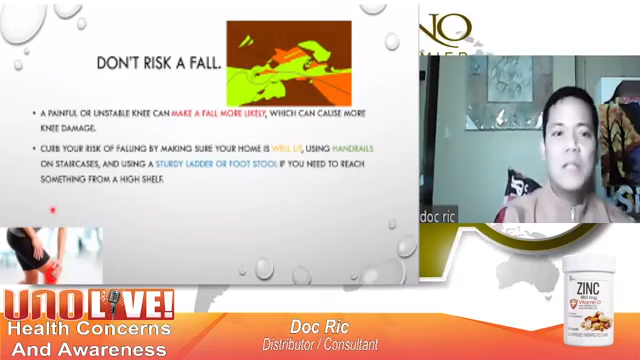 DON'T RISK A FALL.
• A PAINFUL OR UNSTABLE KNEE CAN MAKE A FALL MORE LIKELY, WHICH CAN CAUSE MORE
KNEE DAMAGE.
• CURB YOUR RISK OF FALLING BY MAKING SURE YOUR HOME IS WELL LIT, USING HANDRAILS
ON STAIRCASES, AND USING A STURDY LADDER OR FOOT STOOL IF YOU NEED TO REACH
SOMETHING FROM A HIGH SHELF.
doc ric
UNO LIVE!
Health Concerns
And Awareness
Doc Ric
Distributor / Consultant
ZINC
Vitamin D